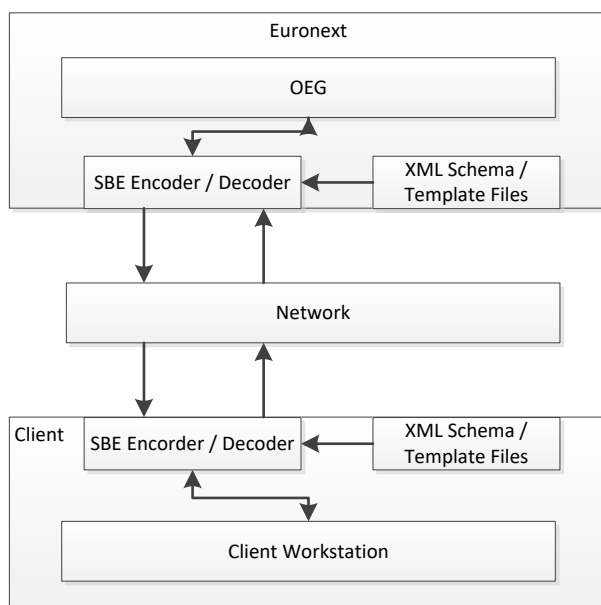 Euronext
OEG
SBE Encoder / Decoder
XML Schema /
Template Files
Network
Client
SBE Encorder / Decoder
XML Schema /
Template Files
Client Workstation